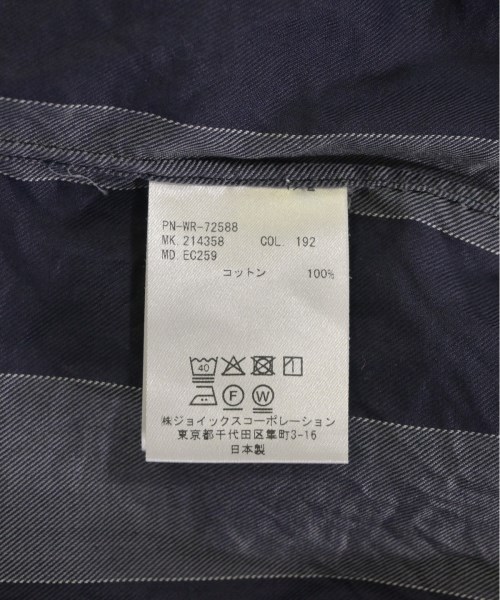 PN-WR-72588
MK. 214358 COL. 192
MD. EC259
コットン 100%
40
F W
㈱ジョイックスコーポレーション
東京都千代田区隼町3-16
日本製